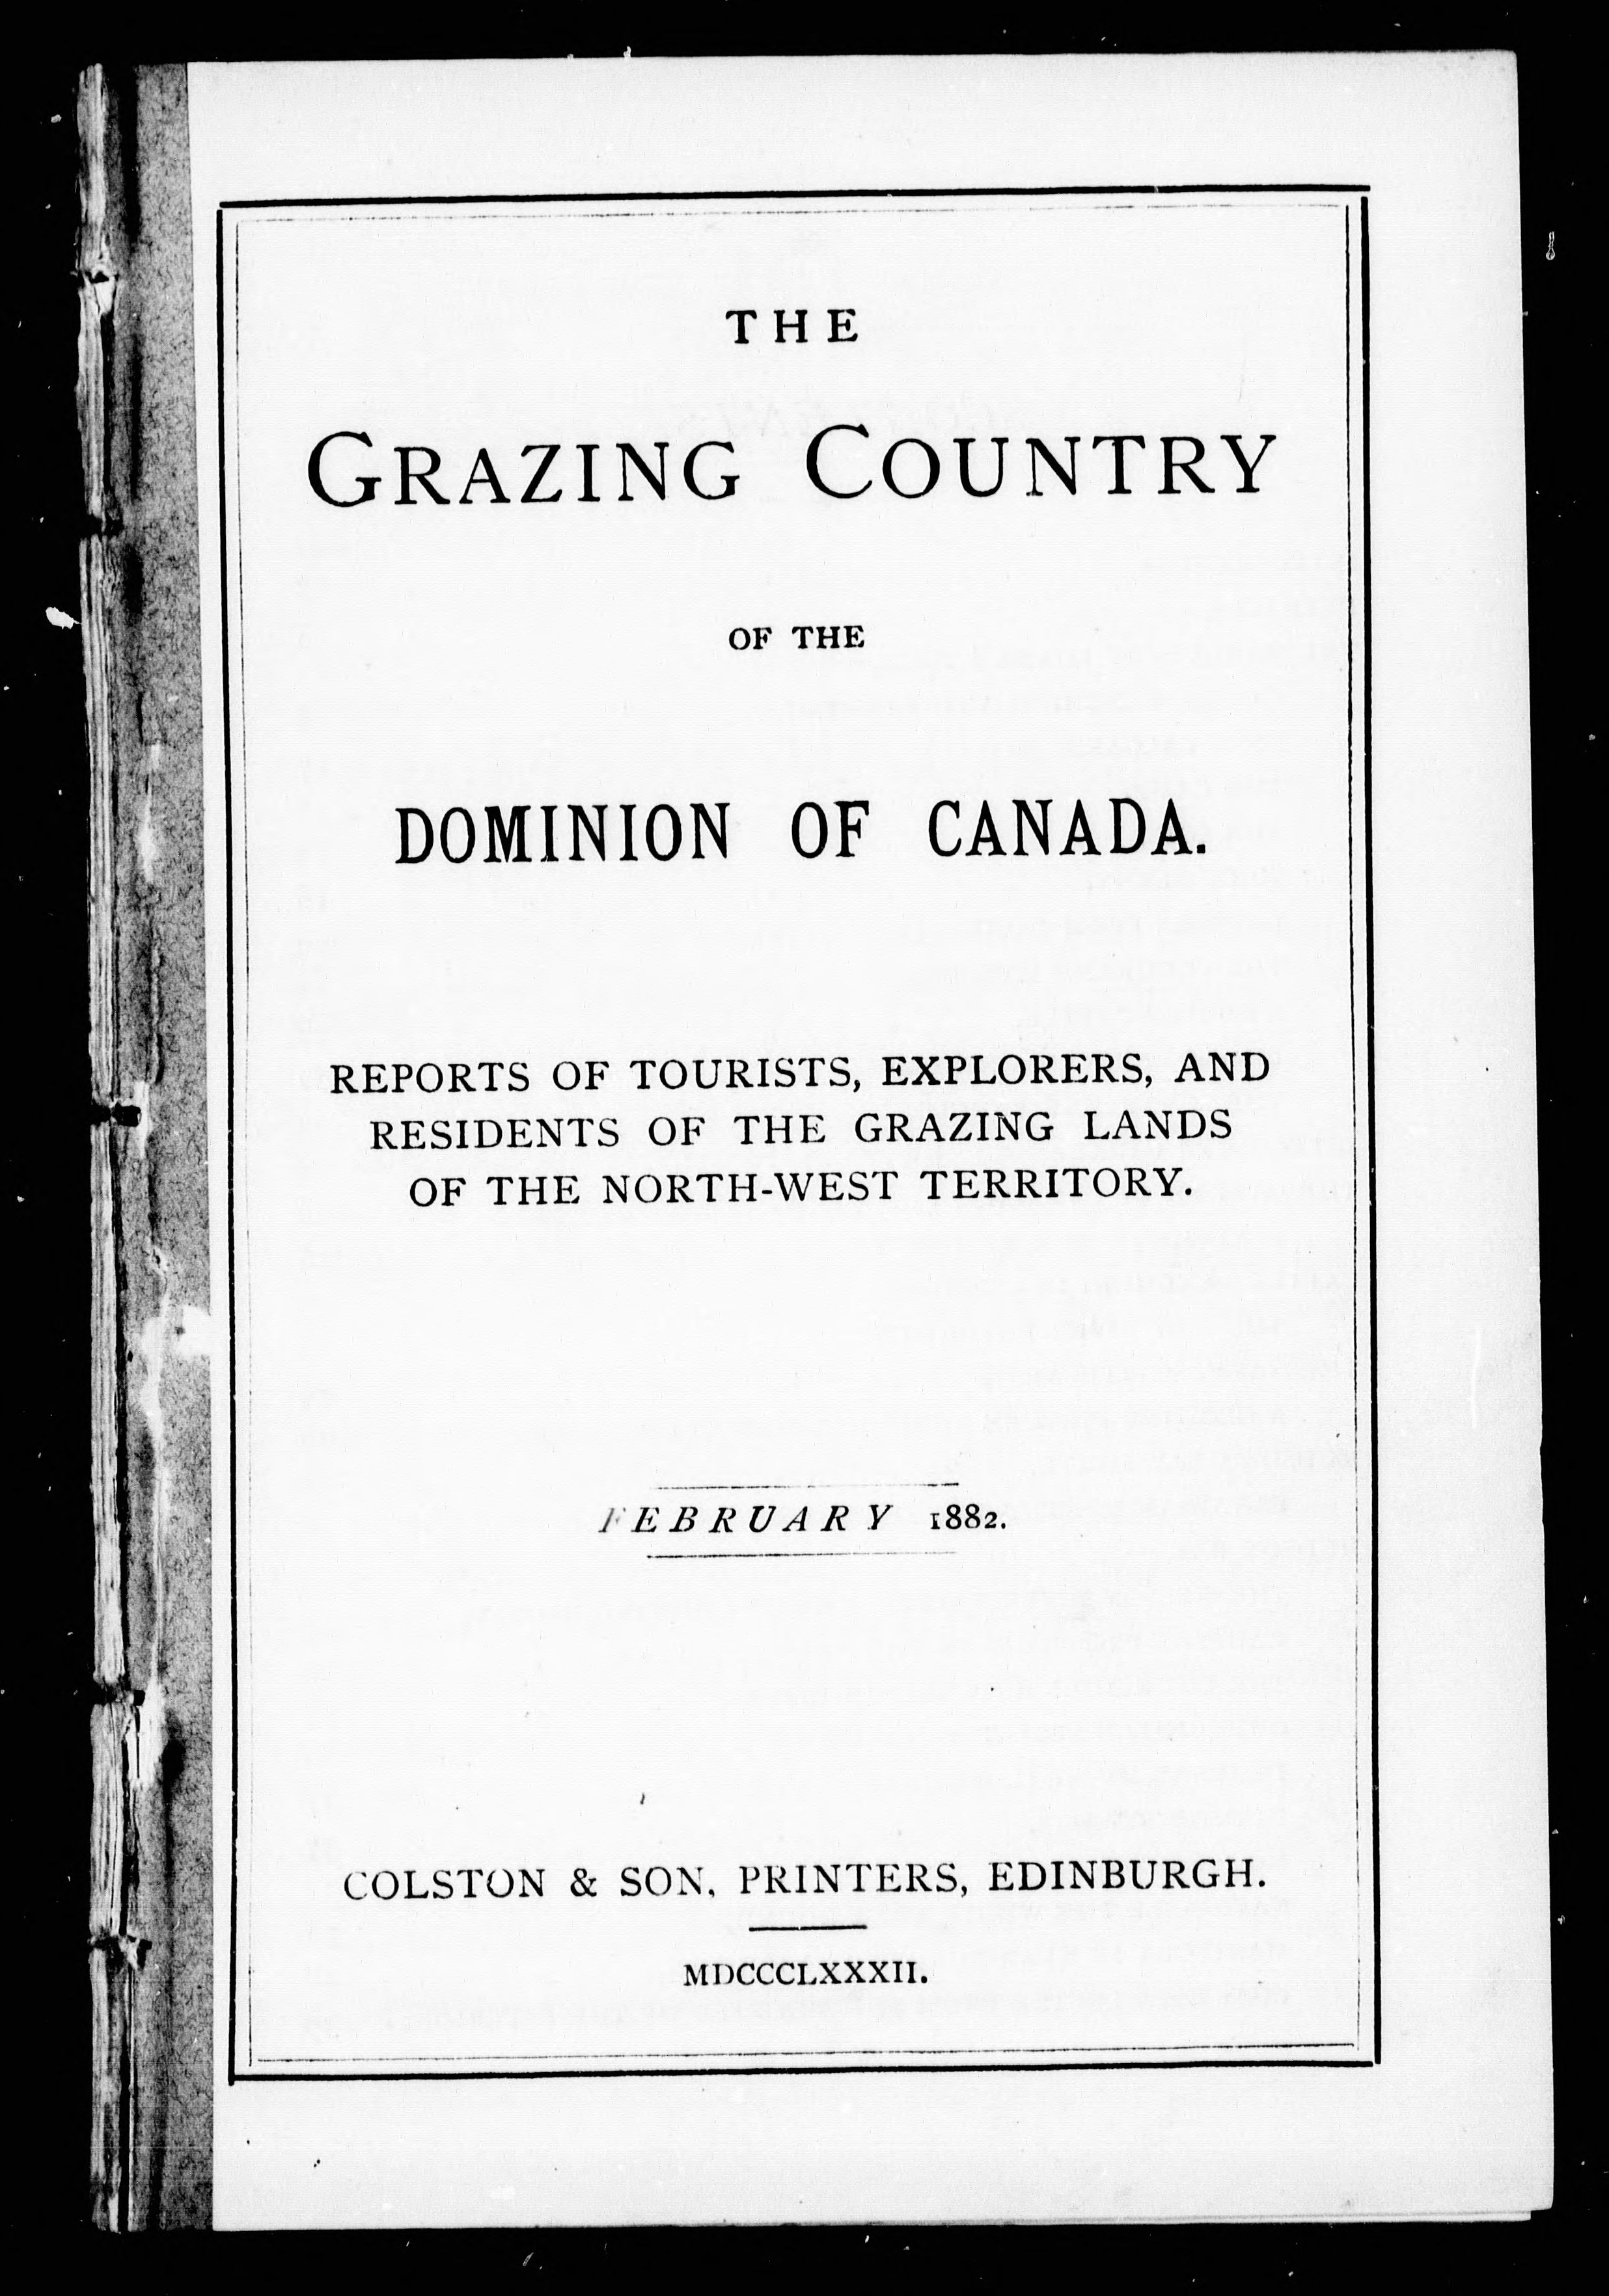 THE
GRAZING COUNTRY
OF THE
DOMINION OF CANADA.
REPORTS OF TOURISTS, EXPLORERS, AND
RESIDENTS OF THE GRAZING LANDS
OF THE NORTH-WEST TERRITORY.
FEBRUARY 1882.
COLSTON & SON, PRINTERS, EDINBURGH.
MDCCCLXXXII.